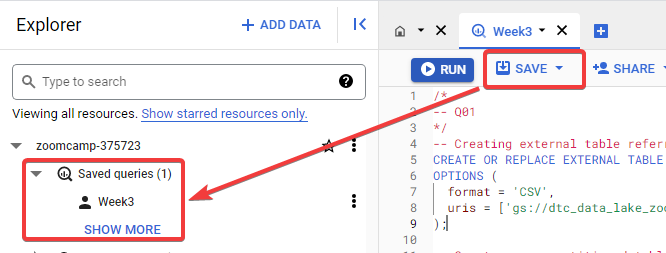 Explorer
+ ADD DATA
Type to search
Viewing all resources. Show starred resources only.
zoomcamp-375723
Saved queries (1)
Week3
SHOW MORE
Week3
RUN
SAVE
SHARE
1 /*
2 -- Q01
3 */
4 -- Creating external table refer
5 CREATE OR REPLACE EXTERNAL TABLE
6 OPTIONS (
7 format = 'CSV',
8 uris = ['gs://dtc_data_lake_zoo
9 );
10